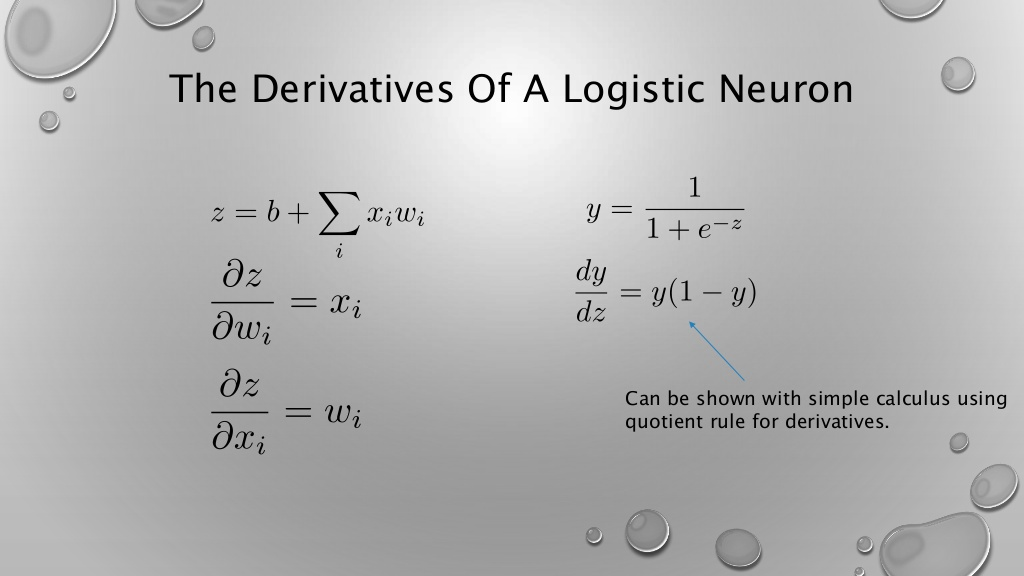 The Derivatives Of A Logistic Neuron
z = b + ∑_i x_i w_i
∂z/∂w_i = x_i
∂z/∂x_i = w_i
y = 1/(1 + e^{−z})
dy/dz = y(1 − y)
Can be shown with simple calculus using
quotient rule for derivatives.